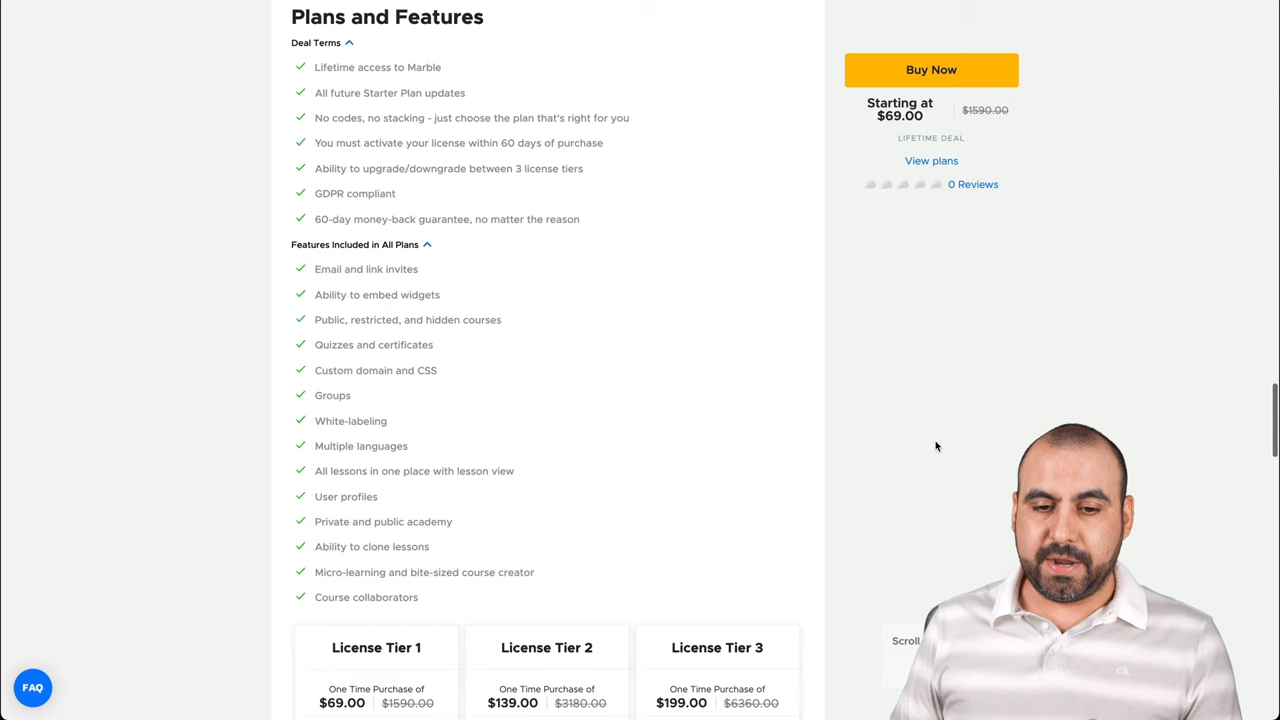 Plans and Features
Deal Terms
Lifetime access to Marble
All future Starter Plan updates
No codes, no stacking - just choose the plan that's right for you
You must activate your license within 60 days of purchase
Ability to upgrade/downgrade between 3 license tiers
GDPR compliant
60-day money-back guarantee, no matter the reason
Features Included in All Plans
Email and link invites
Ability to embed widgets
Public, restricted, and hidden courses
Quizzes and certificates
Custom domain and CSS
Groups
White-labeling
Multiple languages
All lessons in one place with lesson view
User profiles
Private and public academy
Ability to clone lessons
Micro-learning and bite-sized course creator
Course collaborators
License Tier 1
One Time Purchase of
$69.00 $1590.00
License Tier 2
One Time Purchase of
$139.00 $3180.00
License Tier 3
One Time Purchase of
$199.00 $6360.00
Buy Now
Starting at
$69.00
$1590.00
LIFETIME DEAL
View plans
0 Reviews
Scroll
FAQ
ck